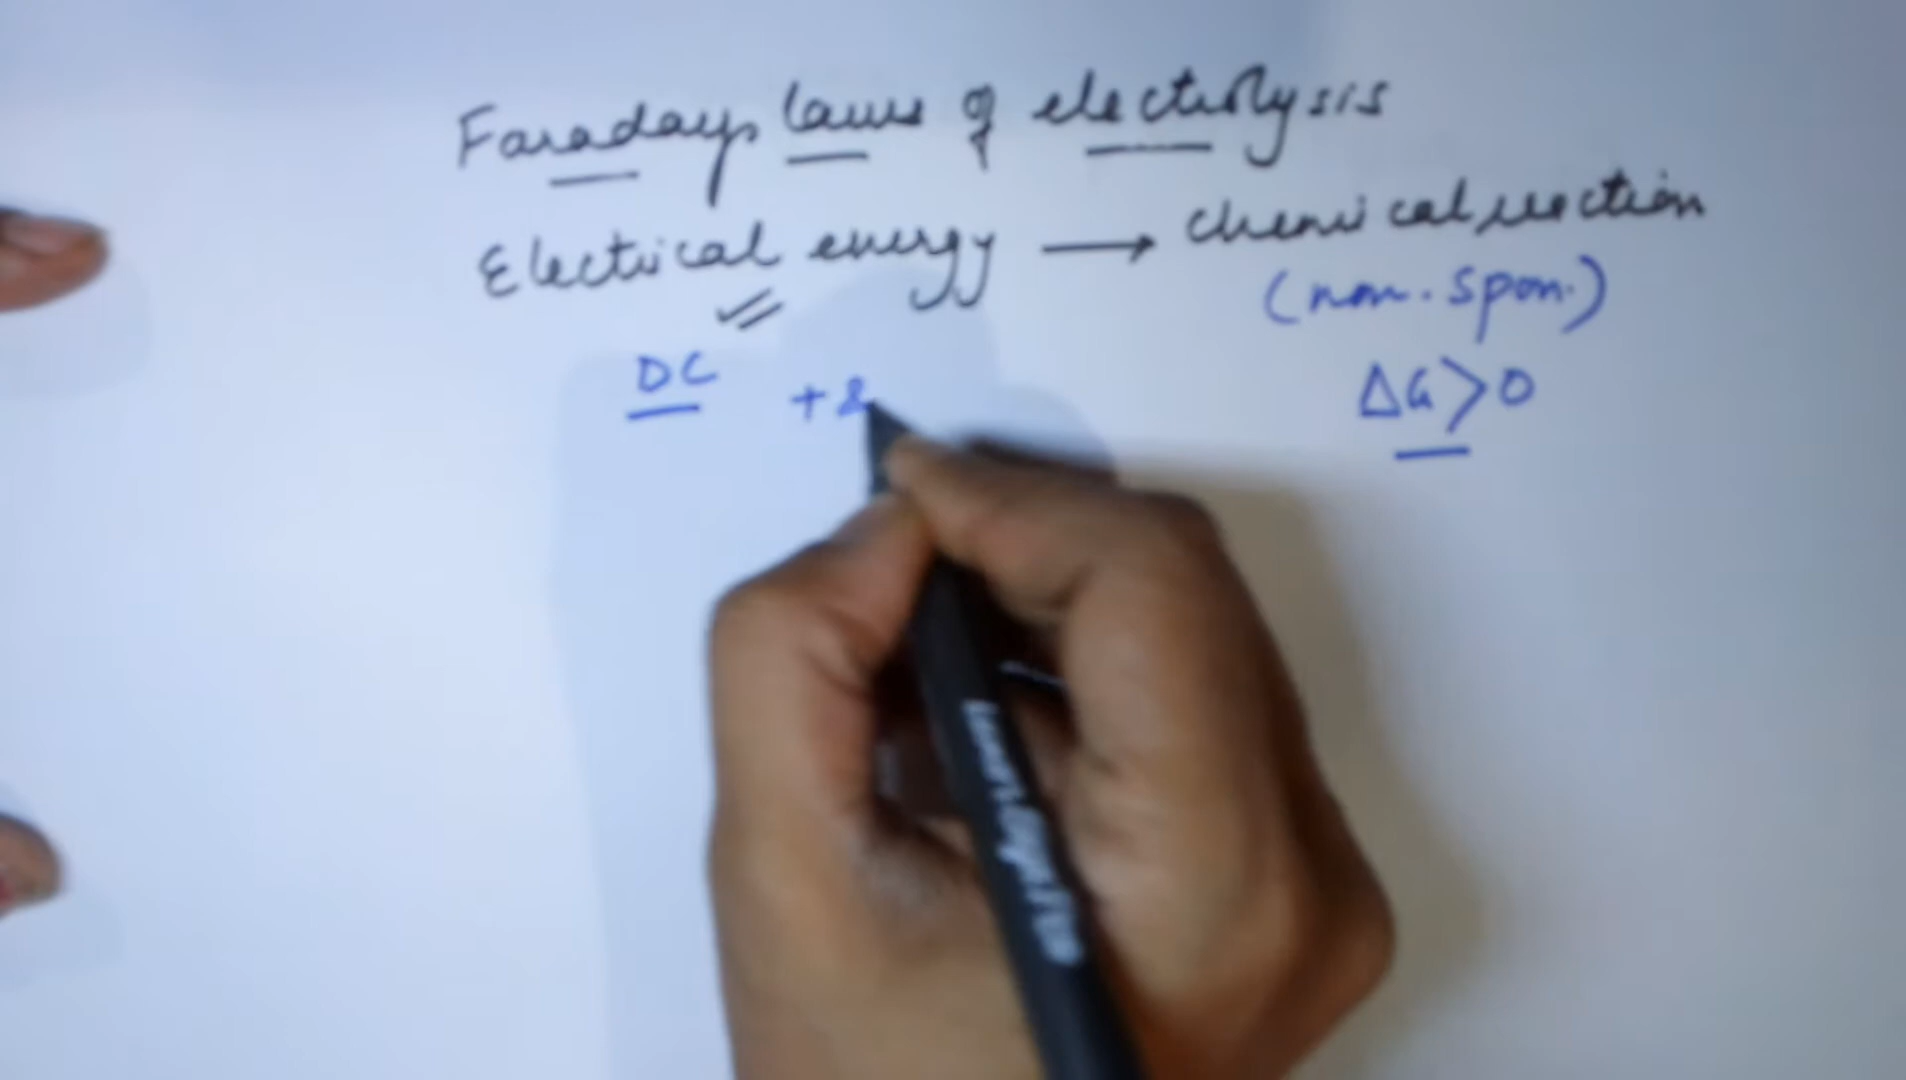 Faradays laws of electrolysis
Electrical energy → chemical reaction
(non. spon.)
DC + & ΔG > 0